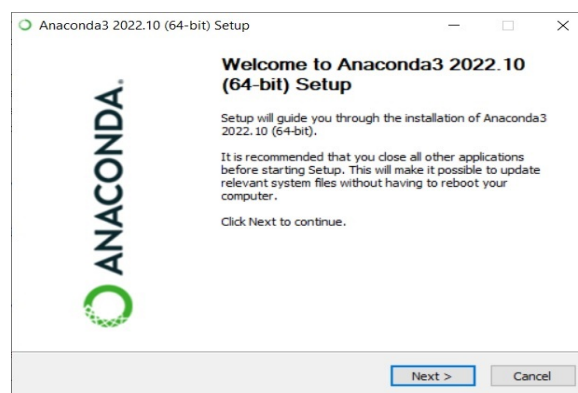 Anaconda3 2022.10 (64-bit) Setup
ANACONDA.
Welcome to Anaconda3 2022.10
(64-bit) Setup
Setup will guide you through the installation of Anaconda3
2022.10 (64-bit).
It is recommended that you close all other applications
before starting Setup. This will make it possible to update
relevant system files without having to reboot your
computer.
Click Next to continue.
Next >
Cancel